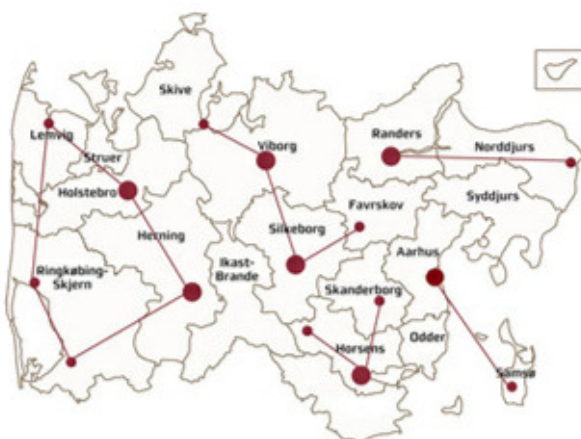 Skive
Lemvig
Struer
Viborg
Randers
Norddjurs
Holstebro
Favrskov
Syddjurs
Herning
Silkeborg
Aarhus
Ikast-
Brande
Ringkøbing-
Skjern
Skanderborg
Odder
Horsens
Samsø